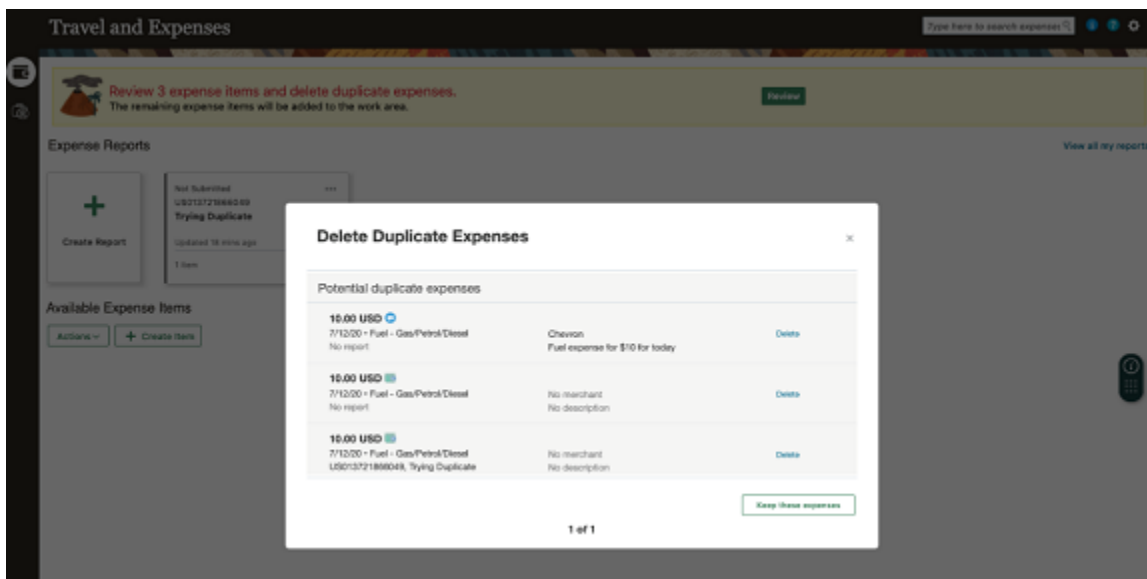 Travel and Expenses
Type here to search expenses
Review 3 expense items and delete duplicate expenses.
The remaining expense items will be added to the work area.
Review
Expense Reports
View all my reports
Create Report
Not Submitted
Trying Duplicate
Updated 18 mins ago
1 item
Available Expense Items
Actions
Create Item
Delete Duplicate Expenses
Potential duplicate expenses
10.00 USD
7/12/20 • Fuel - Gas/Petrol/Diesel
No report
Chevron
Fuel expense for $10 for today
Delete
10.00 USD
7/12/20 • Fuel - Gas/Petrol/Diesel
No report
No merchant
No description
Delete
10.00 USD
7/12/20 • Fuel - Gas/Petrol/Diesel
Trying Duplicate
No merchant
No description
Delete
Keep these expenses
1 of 1